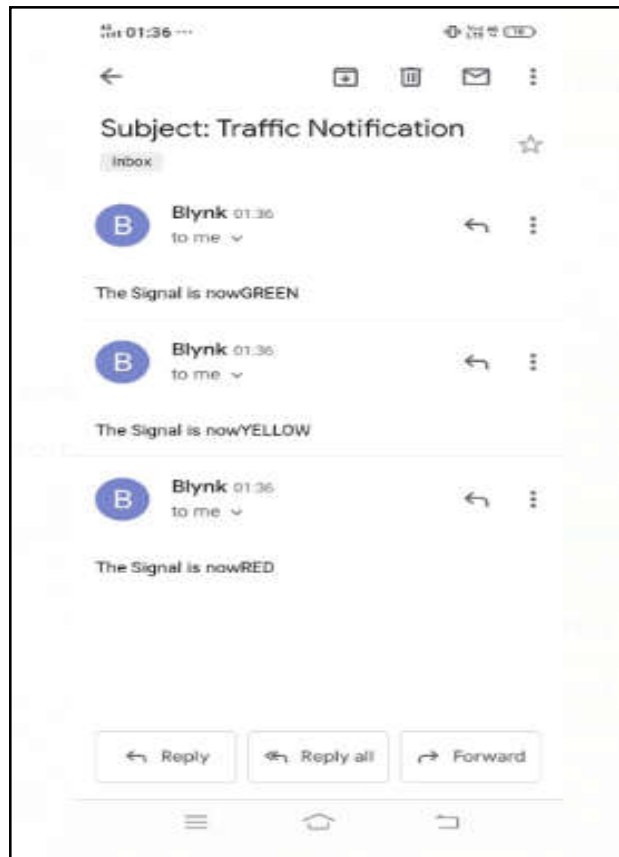 01:36 ···
Subject: Traffic Notification
Inbox
B
Blynk 01:36
to me
The Signal is nowGREEN
B
Blynk 01:36
to me
The Signal is nowYELLOW
B
Blynk 01:36
to me
The Signal is nowRED
Reply
Reply all
Forward